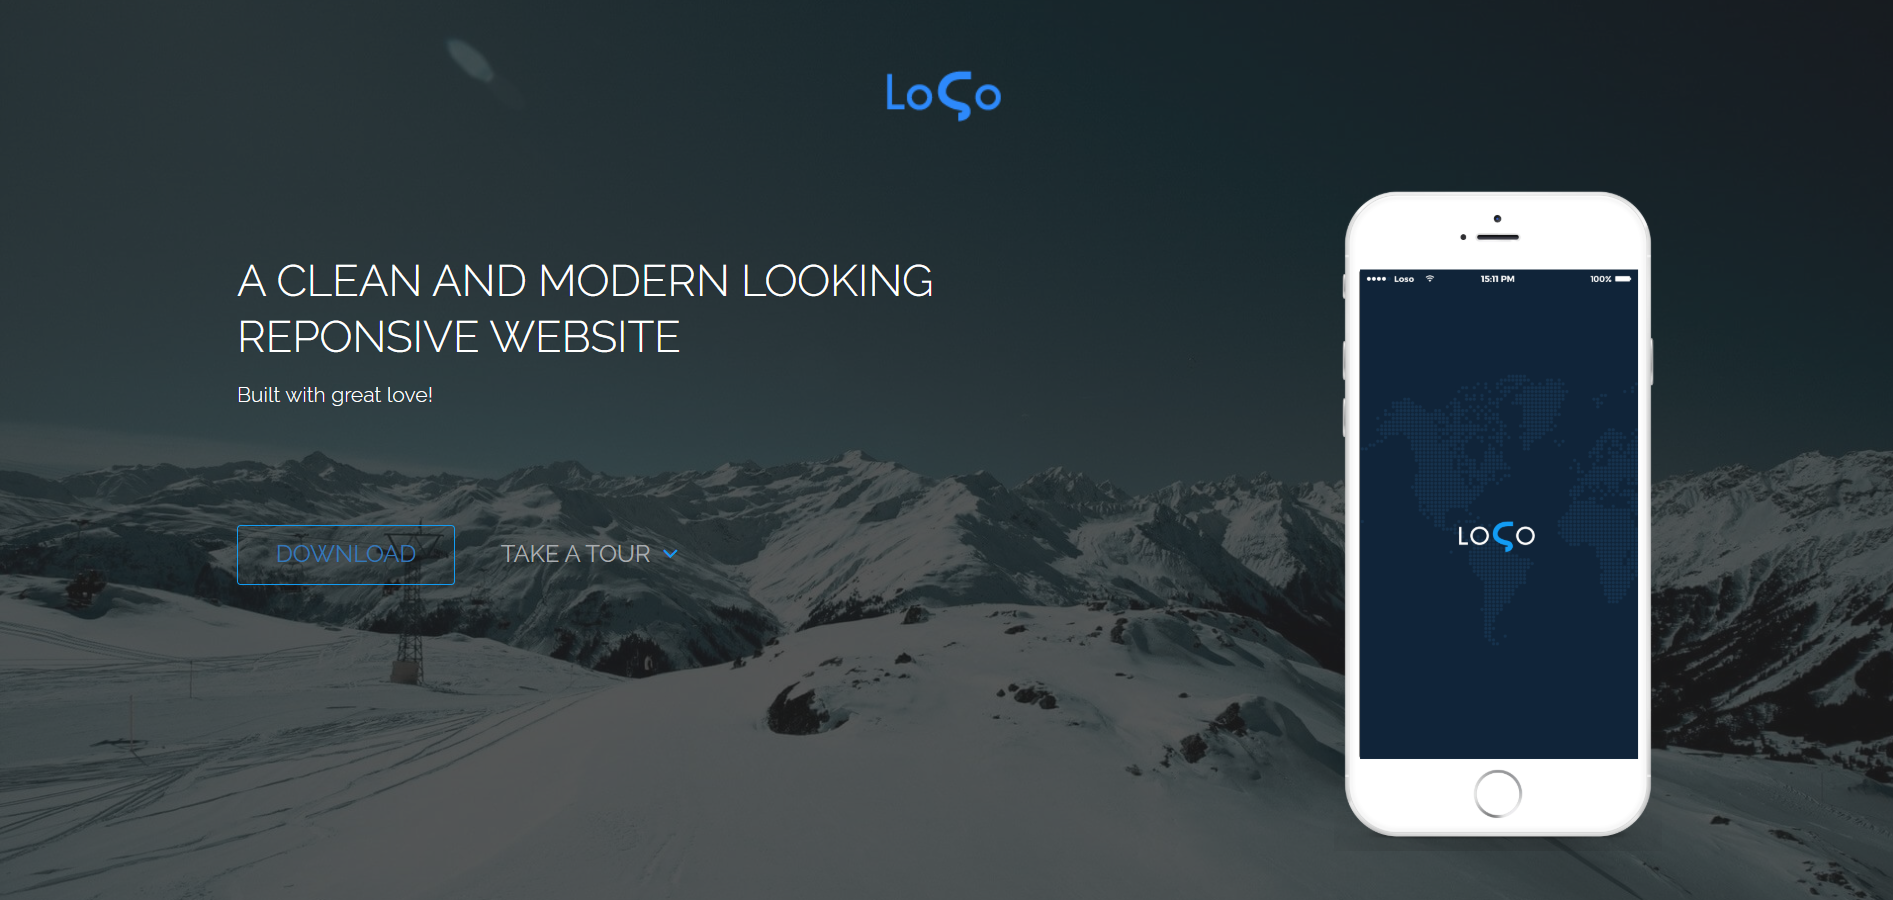 LoSo
A CLEAN AND MODERN LOOKING
REPONSIVE WEBSITE
Built with great love!
DOWNLOAD
TAKE A TOUR
Loso 15:11 PM 100%
LOSO